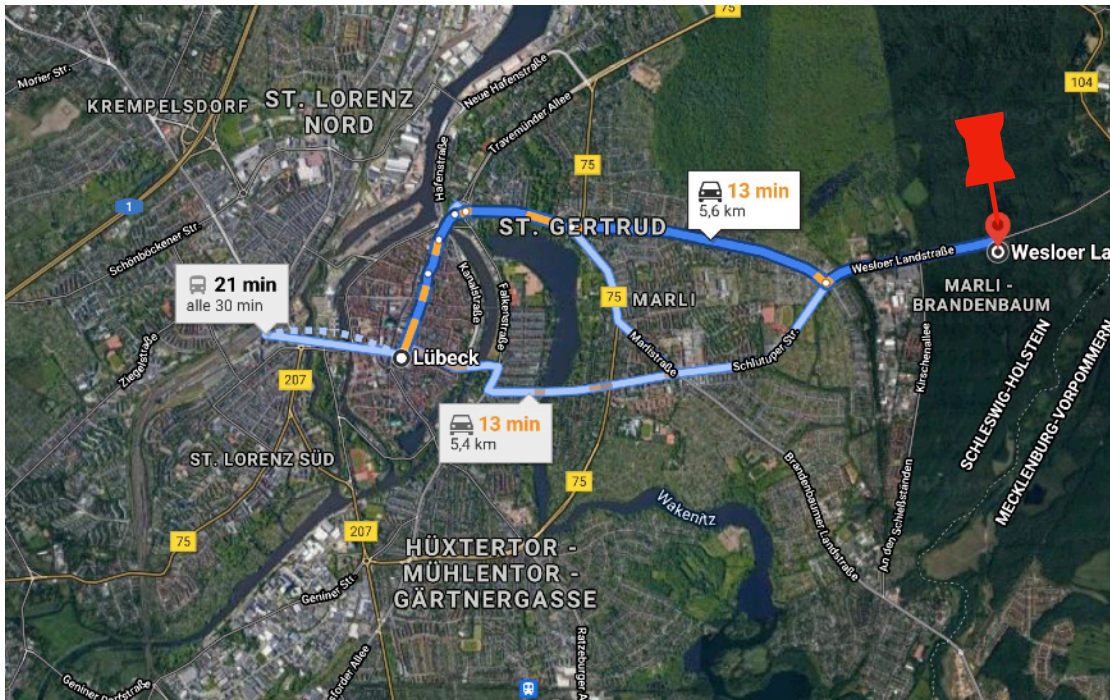 75
Morier Str.
KREMPELSDORF
ST. LORENZ
NORD
Neue Hafenstraße
Travemünder Allee
Hafenstraße
104
75
1
13 min
5,6 km
ST. GERTRUD
Schönböckener Str.
Wesloer Landstraße
Wesloer La
21 min
alle 30 min
Kanalstraße
Falkenstraße
75
MARLI
MARLI -
BRANDENBAUM
Ziegelstraße
Lübeck
Marlistraße
Schlutuper Str.
Kirschenallee
207
13 min
5,4 km
SCHLESWIG-HOLSTEIN
MECKLENBURG-VORPOMMERN
ST. LORENZ SÜD
75
Wakenitz
Brandenbaumer Landstraße
An den Schießständen
207
75
HÜXTERTOR -
MÜHLENTOR -
GÄRTNERGASSE
Geniner Str.
Ratzeburger A
sforder Allee
Geniner Dorfstraße